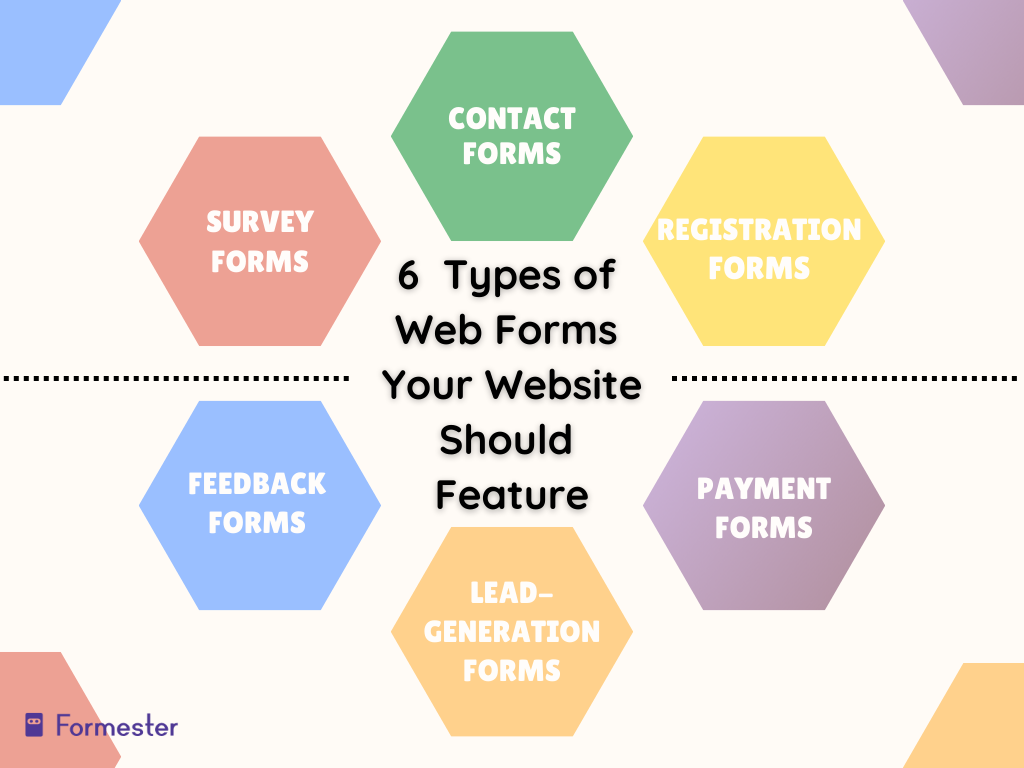 CONTACT
FORMS
SURVEY
FORMS
REGISTRATION
FORMS
6 Types of
Web Forms
Your Website
Should
Feature
FEEDBACK
FORMS
PAYMENT
FORMS
LEAD-
GENERATION
FORMS
Formester